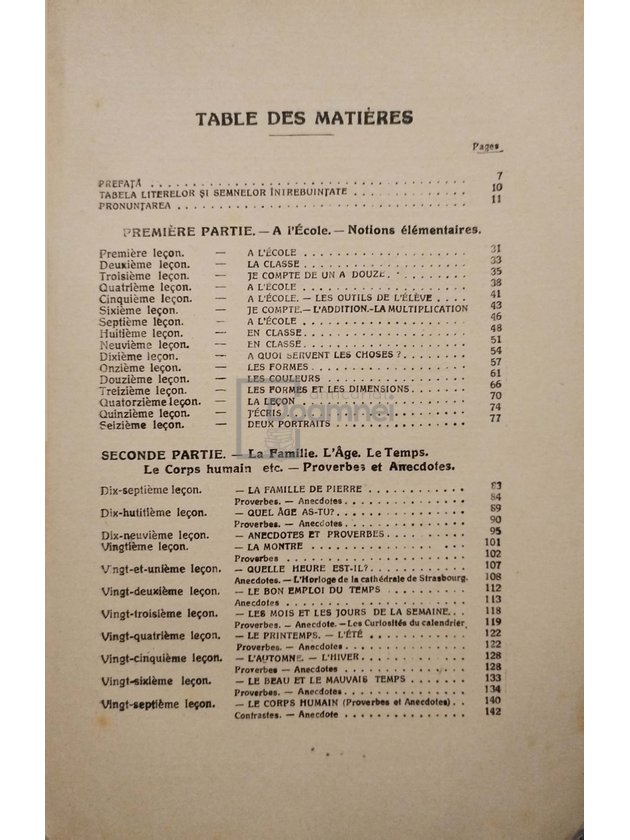 TABLE DES MATIÈRES
Pages
PREFAȚĂ 7
TABELA LITERELOR ȘI SEMNELOR ÎNTREBUINȚATE 10
PRONUNȚAREA 11
PREMIÈRE PARTIE. — A l'École. — Notions élémentaires.
Première leçon. — A L'ÉCOLE 31
Deuxième leçon. — LA CLASSE 33
Troisième leçon. — JE COMPTE DE UN A DOUZE. 35
Quatrième leçon. — A L'ÉCOLE 38
Cinquième leçon. — A L'ÉCOLE. — LES OUTILS DE L'ÉLÈVE 41
Sixième leçon. — JE COMPTE.— L'ADDITION.-LA MULTIPLICATION 43
Septième leçon. — A L'ÉCOLE 46
Huitième leçon. — EN CLASSE 48
Neuvième leçon. — EN CLASSE 51
Dixième leçon. — A QUOI SERVENT LES CHOSES ? 54
Onzième leçon. — LES FORMES 57
Douzième leçon. — LES COULEURS 61
Treizième leçon. — LES FORMES ET LES DIMENSIONS 66
Quatorzième leçon. — LA LEÇON 70
Quinzième leçon. — J'ÉCRIS 74
Seizième leçon. — DEUX PORTRAITS 77
SECONDE PARTIE. — La Famille. L'Âge. Le Temps.
Le Corps humain etc. — Proverbes et Anecdotes.
Dix-septième leçon. — LA FAMILLE DE PIERRE 83
Proverbes. — Anecdotes 84
Dix-hutitième leçon. — QUEL ÂGE AS-TU? 89
Proverbes. — Anecdotes 90
Dix-neuvième leçon. — ANECDOTES ET PROVERBES 95
Vingtième leçon. — LA MONTRE 101
Proverbes 102
Vingt-et-unième leçon. — QUELLE HEURE EST-IL? 107
Anecdotes. — L'Horloge de la cathédrale de Strasbourg. 108
Vingt-deuxième leçon. — LE BON EMPLOI DU TEMPS 112
Anecdotes 113
Vingt-troisième leçon. — LES MOIS ET LES JOURS DE LA SEMAINE. 118
Proverbes. — Anecdote. — Les Curiosités du calendrier 119
Vingt-quatrième leçon. — LE PRINTEMPS. — L'ÉTÉ 122
Proverbes. — Anecdotes 122
Vingt-cinquième leçon. — L'AUTOMNE. — L'HIVER 128
Proverbes — Anecdotes 128
Vingt-sixième leçon. — LE BEAU ET LE MAUVAIS TEMPS 133
Proverbes. — Anecdotes 134
Vingt-septième leçon. — LE CORPS HUMAIN (Proverbes et Anecdotes) 140
Contrastes. — Anecdote 142